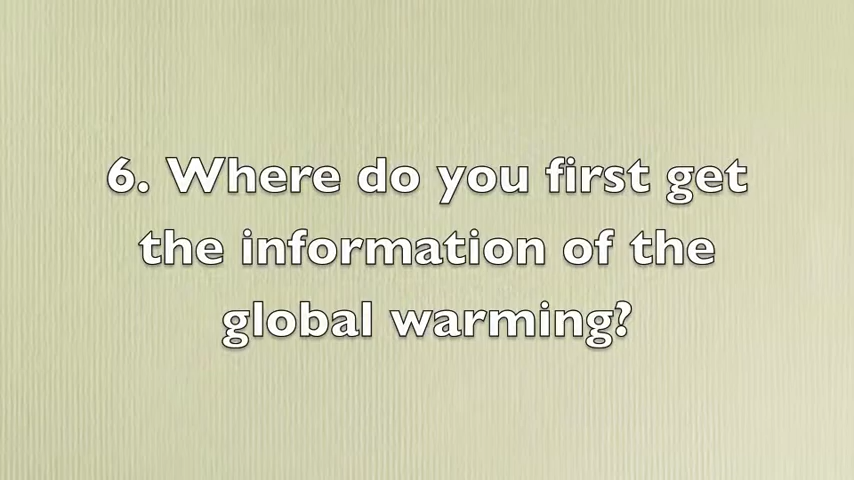 6. Where do you first get
the information of the
global warming?